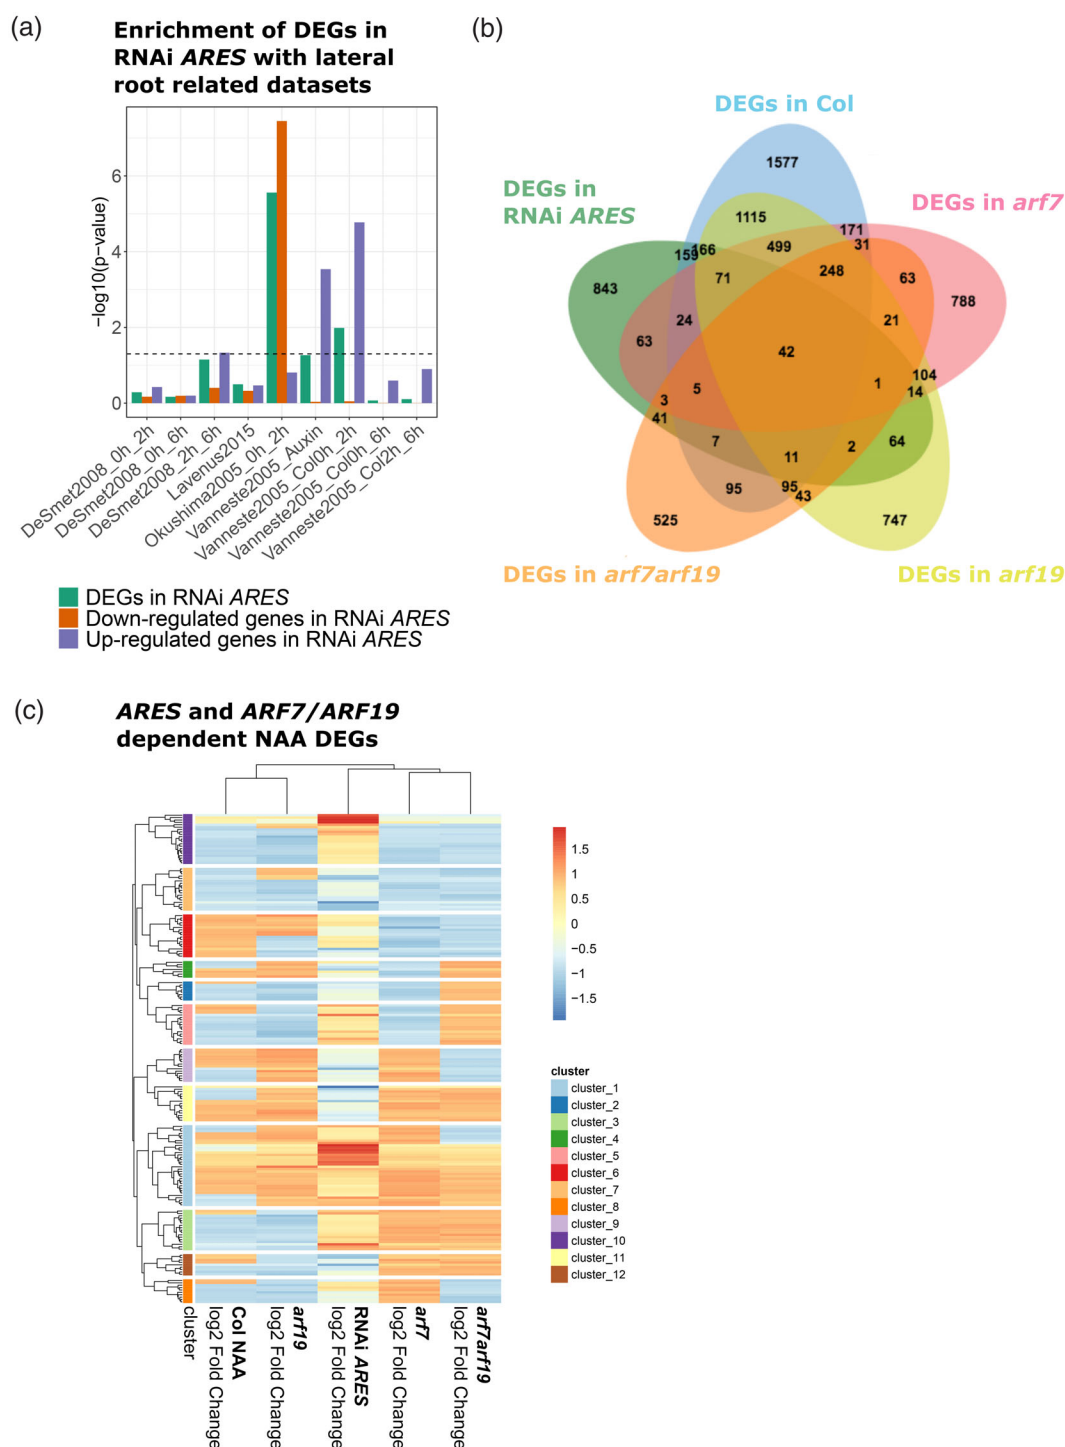 (a)
Enrichment of DEGs in
RNAi ARES with lateral
root related datasets
−log10(p−value)
6
4
2
0
DeSmet2008_0h_2h
DeSmet2008_0h_6h
DeSmet2008_2h_6h
Lavenus2015
Okushima2005_0h_2h
Vanneste2005_Auxin
Vanneste2005_Col0h_2h
Vanneste2005_Col0h_6h
Vanneste2005_Col2h_6h
DEGs in RNAi ARES
Down-regulated genes in RNAi ARES
Up-regulated genes in RNAi ARES
(b)
DEGs in Col
DEGs in
RNAi ARES
DEGs in arf7
DEGs in arf7arf19
DEGs in arf19
1577
1115
171
499
31
166
159
71
248
63
843
788
24
21
63
42
104
1
14
5
3
41
7
64
2
11
95
95
43
525
747
(c)
ARES and ARF7/ARF19
dependent NAA DEGs
1.5
1
0.5
0
−0.5
−1
−1.5
cluster
cluster_1
cluster_2
cluster_3
cluster_4
cluster_5
cluster_6
cluster_7
cluster_8
cluster_9
cluster_10
cluster_11
cluster_12
cluster
Col NAA
log2 Fold Change
arf19
log2 Fold Change
RNAi ARES
log2 Fold Change
arf7
log2 Fold Change
arf7arf19
log2 Fold Change